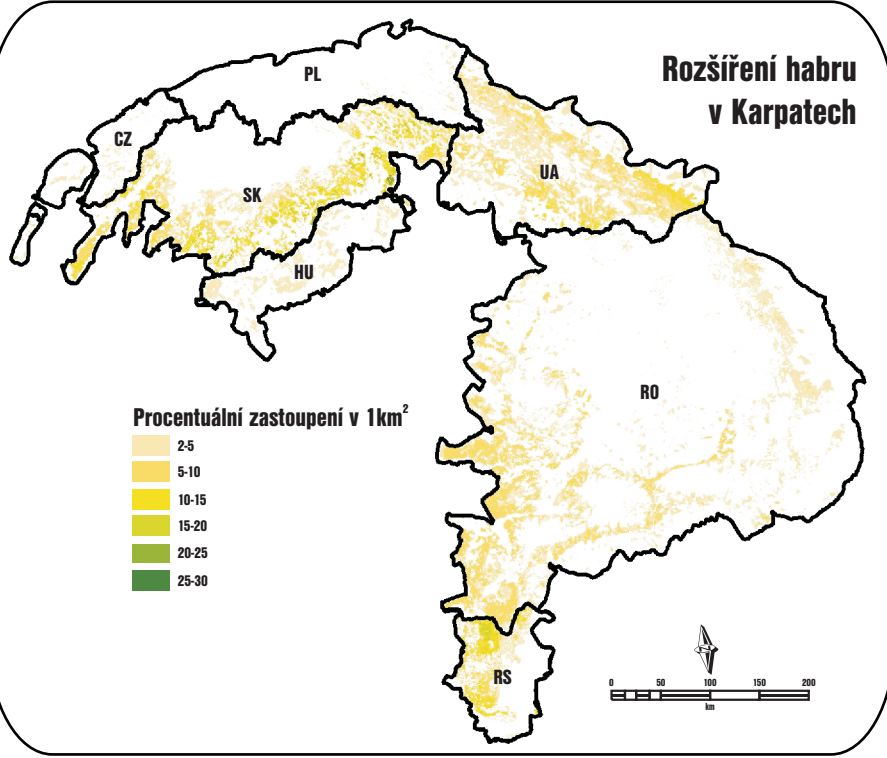 Rozšíření habru
v Karpatech
PL
CZ
SK
UA
HU
RO
RS
Procentuální zastoupení v 1km²
2-5
5-10
10-15
15-20
20-25
25-30
0 50 100 150 200
km